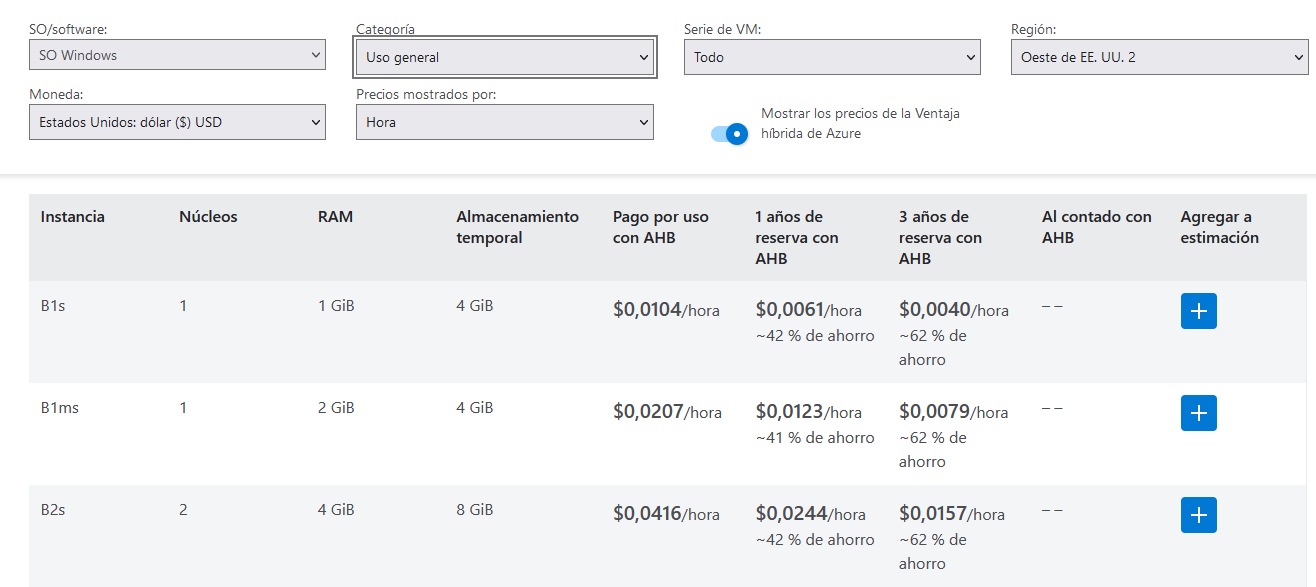 SO/software:
Categoría
Serie de VM:
Región:
SO Windows
Uso general
Todo
Oeste de EE. UU. 2
Moneda:
Precios mostrados por:
Estados Unidos: dólar ($) USD
Hora
Mostrar los precios de la Ventaja
híbrida de Azure
Instancia
Núcleos
RAM
Almacenamiento
temporal
Pago por uso
con AHB
1 años de
reserva con
AHB
3 años de
reserva con
AHB
Al contado con
AHB
Agregar a
estimación
B1s
1
1 GiB
4 GiB
$0,0104/hora
$0,0061/hora
~42 % de ahorro
$0,0040/hora
~62 % de
ahorro
– –
B1ms
1
2 GiB
4 GiB
$0,0207/hora
$0,0123/hora
~41 % de ahorro
$0,0079/hora
~62 % de
ahorro
– –
B2s
2
4 GiB
8 GiB
$0,0416/hora
$0,0244/hora
~42 % de ahorro
$0,0157/hora
~62 % de
ahorro
– –